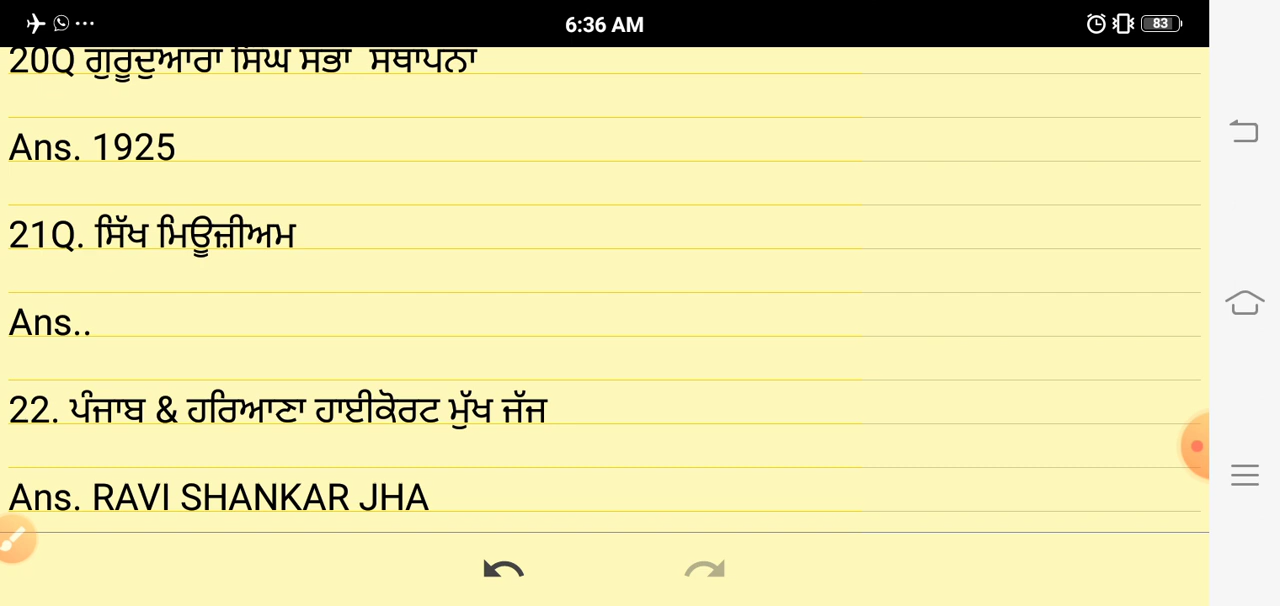 6:36 AM
83
20Q ਗੁਰੂਦੁਆਰਾ ਸਿੰਘ ਸਭਾ ਸਥਾਪਨਾ
Ans. 1925
21Q. ਸਿੱਖ ਮਿਊਜ਼ੀਅਮ
Ans..
22. ਪੰਜਾਬ & ਹਰਿਆਣਾ ਹਾਈਕੋਰਟ ਮੁੱਖ ਜੱਜ
Ans. RAVI SHANKAR JHA